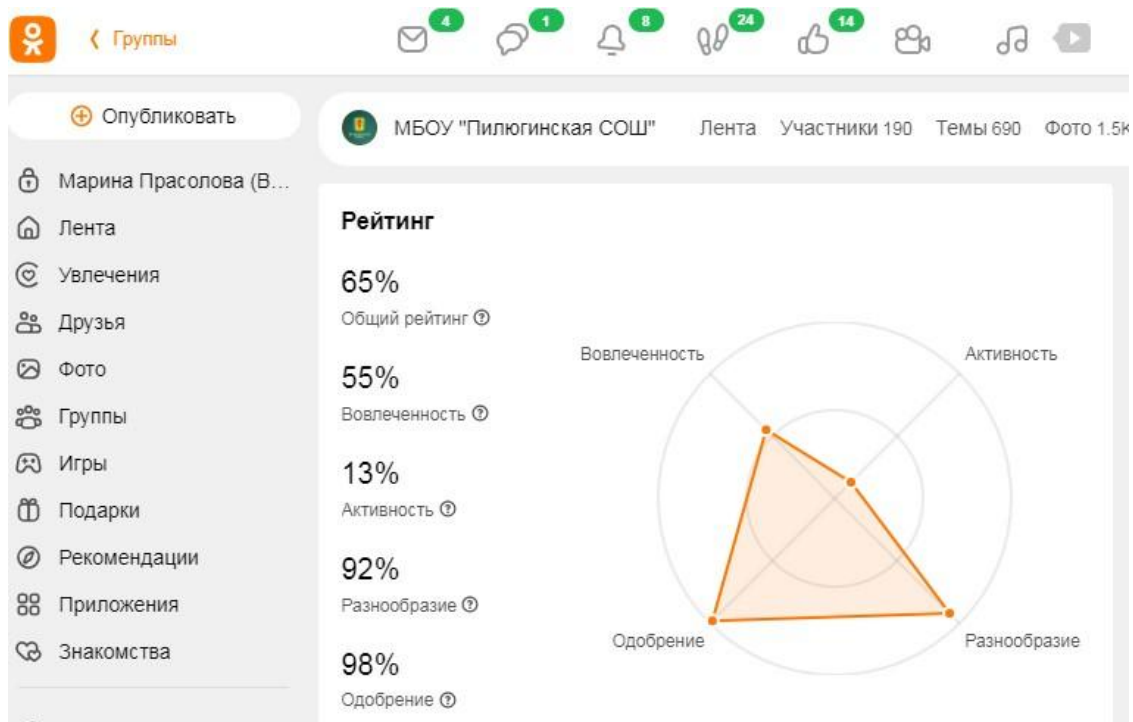 Группы
4
1
8
24
14
Опубликовать
МБОУ "Пилюгинская СОШ" Лента Участники 190 Темы 690 Фото 1.5K
Марина Прасолова (В...
Лента
Увлечения
Друзья
Фото
Группы
Игры
Подарки
Рекомендации
Приложения
Знакомства
Рейтинг
65%
Общий рейтинг
55%
Вовлеченность
13%
Активность
92%
Разнообразие
98%
Одобрение
Вовлеченность
Активность
Одобрение
Разнообразие